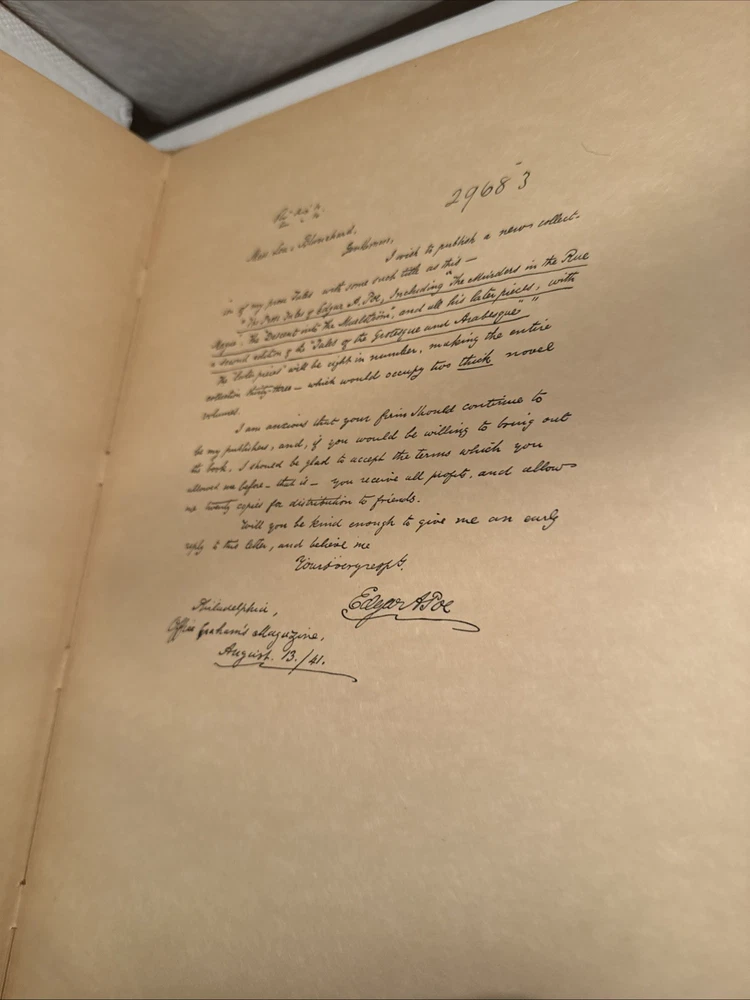 29683
Mess Lea & Blanchard,
Gentlemen,
I wish to publish a new collect-
ion of my prose Tales with some such title as this —
"The Prose Tales of Edgar A. Poe, Including "The Murders in the Rue
Morgue", The "Descent into the Maelström", and all his later pieces, with
a second edition of the "Tales of the Grotesque and Arabesque"."
The "later pieces" will be eight in number, making the entire
collection thirty-three — which would occupy two thick novel
volumes.
I am anxious that your firm should continue to
be my publishers, and, if you would be willing to bring out
the book, I should be glad to accept the terms which you
allowed me before — that is — you receive all profits, and allow
me twenty copies for distribution to friends.
Will you be kind enough to give me an early
reply to this letter, and believe me
Yours very respy.
Edgar A Poe
Philadelphia,
Office Graham's Magazine,
August. 13. / 41.